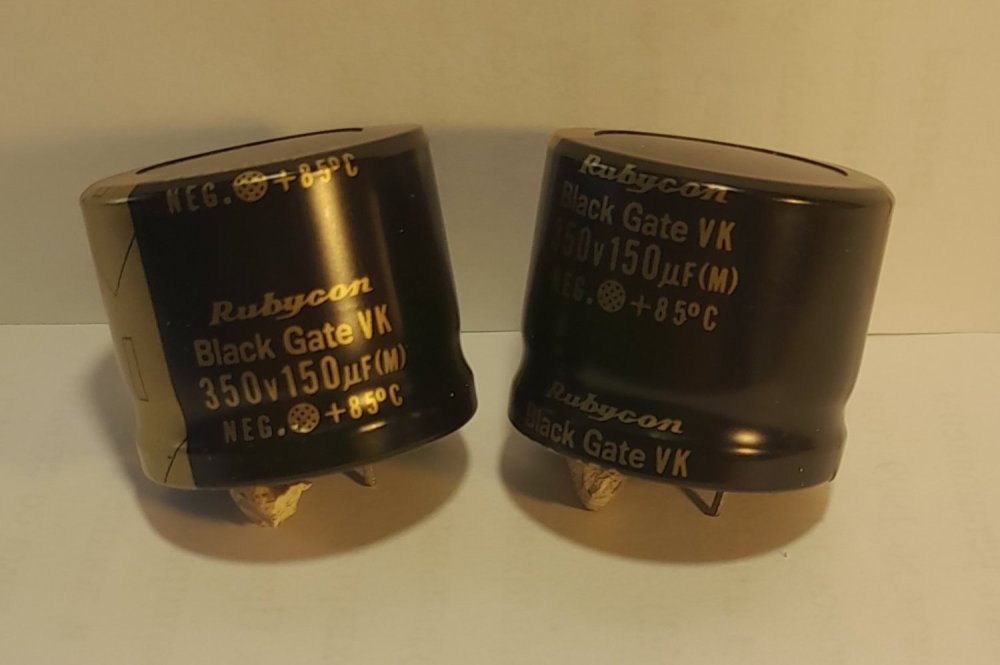 NEG. +85°C
Rubycon
Black Gate VK
350v150µF(M)
NEG. +85°C
Rubycon
Black Gate VK
350v150µF(M)
NEG. +85°C
Rubycon
Black Gate VK